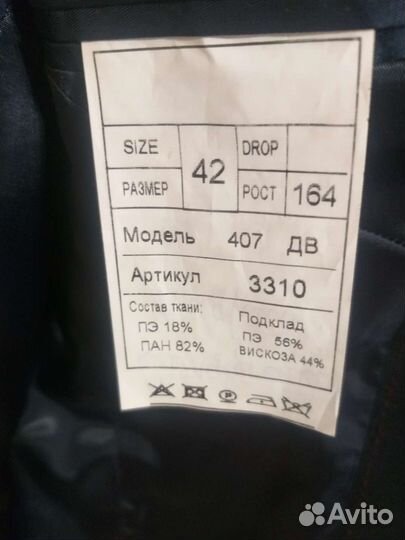 SIZE 42 DROP
РАЗМЕР РОСТ 164
Модель 407 ДВ
Артикул 3310
Состав ткани:
ПЭ 18%
ПАН 82%
Подклад
ПЭ 56%
ВИСКОЗА 44%
Avito